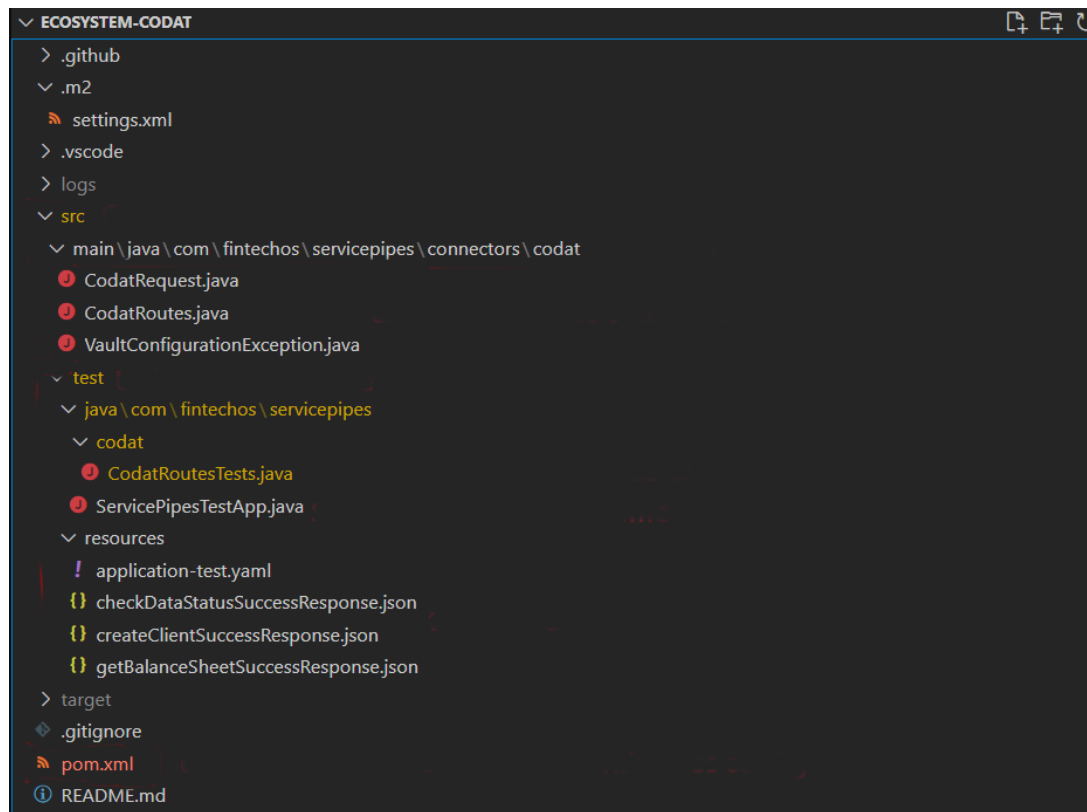 ECOSYSTEM-CODAT
.github
.m2
settings.xml
.vscode
logs
src
main\java\com\fintechos\servicepipes\connectors\codat
CodatRequest.java
CodatRoutes.java
VaultConfigurationException.java
test
java\com\fintechos\servicepipes
codat
CodatRoutesTests.java
ServicePipesTestApp.java
resources
application-test.yaml
checkDataStatusSuccessResponse.json
createClientSuccessResponse.json
getBalanceSheetSuccessResponse.json
target
.gitignore
pom.xml
README.md